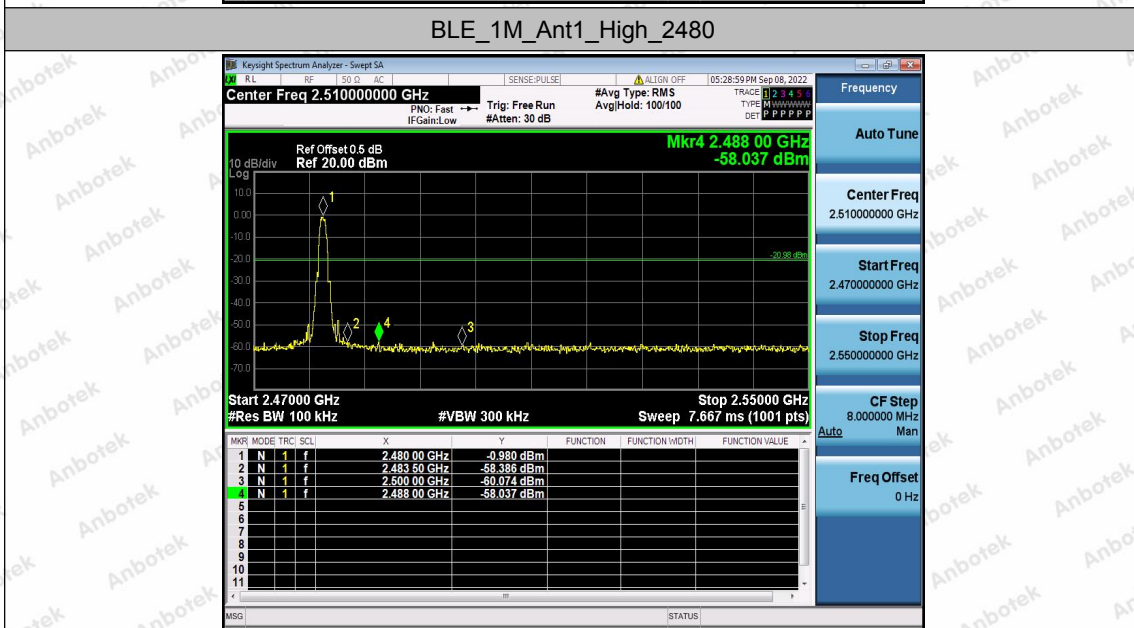 BLE_1M_Ant1_High_2480
Keysight Spectrum Analyzer - Swept SA
LXI RL RF 50 Ω AC SENSE:PULSE ALIGN OFF 05:28:59 PM Sep 08, 2022
Center Freq 2.510000000 GHz
PNO: Fast
IFGain:Low
Trig: Free Run
#Atten: 30 dB
#Avg Type: RMS
Avg|Hold: 100/100
TRACE 1 2 3 4 5 6
TYPE M WWWWW
DET P P P P P P
Mkr4 2.488 00 GHz
-58.037 dBm
Ref Offset 0.5 dB
10 dB/div Ref 20.00 dBm
Log
10.0
0.00
-10.0
-20.0
-30.0
-40.0
-50.0
-60.0
-70.0
1
2
4
3
-20.98 dBm
Start 2.47000 GHz Stop 2.55000 GHz
#Res BW 100 kHz #VBW 300 kHz Sweep 7.667 ms (1001 pts)
MKR MODE TRC SCL X Y FUNCTION FUNCTION WIDTH FUNCTION VALUE
1 N 1 f 2.480 00 GHz -0.980 dBm
2 N 1 f 2.483 50 GHz -58.386 dBm
3 N 1 f 2.500 00 GHz -60.074 dBm
4 N 1 f 2.488 00 GHz -58.037 dBm
5
6
7
8
9
10
11
MSG STATUS
Frequency
Auto Tune
Center Freq
2.510000000 GHz
Start Freq
2.470000000 GHz
Stop Freq
2.550000000 GHz
CF Step
8.000000 MHz
Auto Man
Freq Offset
0 Hz
Anbotek